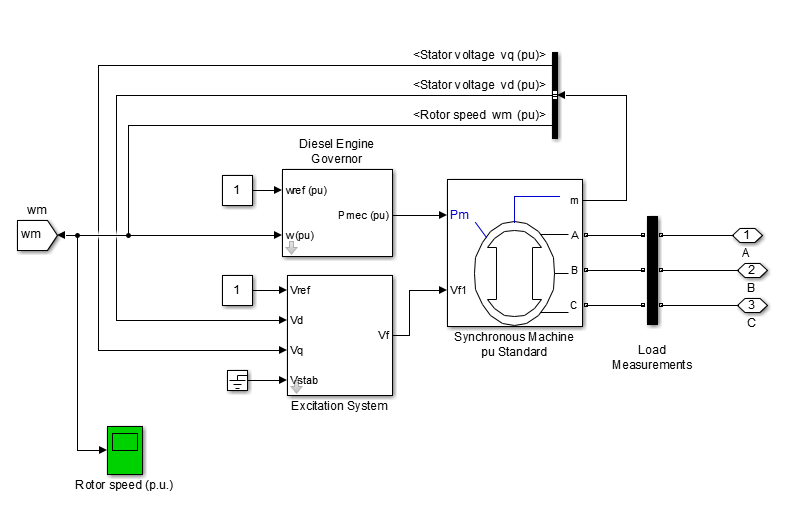 <Stator voltage vq (pu)>
<Stator voltage vd (pu)>
<Rotor speed wm (pu)>
Diesel Engine
Governor
1
wref (pu)
Pmec (pu)
w(pu)
wm
wm
m
Pm
A
B
C
Vf1
Synchronous Machine
pu Standard
1
Vref
Vd
Vq
Vstab
Vf
Excitation System
Load
Measurements
1
A
2
B
3
C
Rotor speed (p.u.)